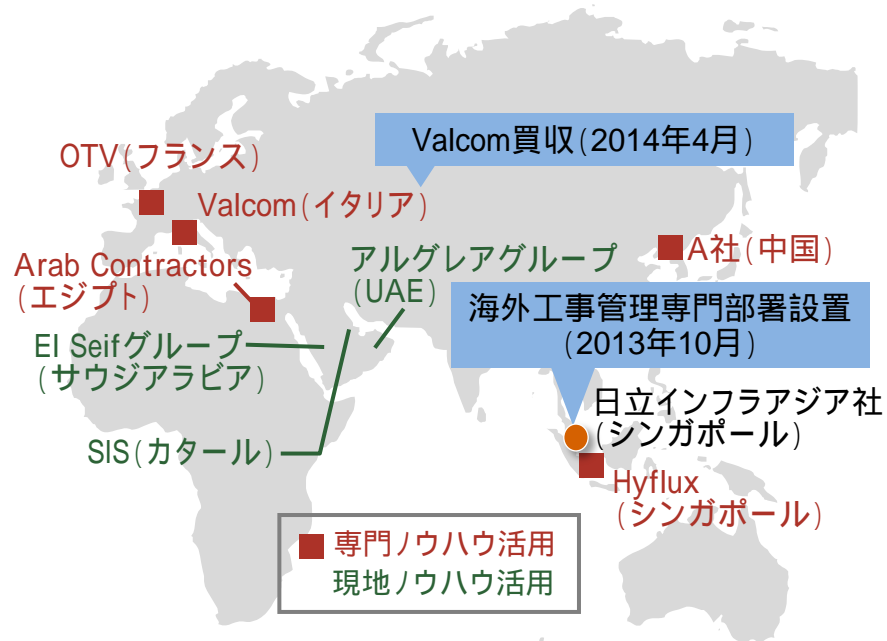 Valcom買収(2014年4月)
OTV(フランス)
Valcom(イタリア)
Arab Contractors
(エジプト)
アルグレアグループ
(UAE)
A社(中国)
海外工事管理専門部署設置
(2013年10月)
El Seifグループ
(サウジアラビア)
日立インフラアジア社
(シンガポール)
SIS(カタール)
Hyflux
(シンガポール)
専門ノウハウ活用
現地ノウハウ活用